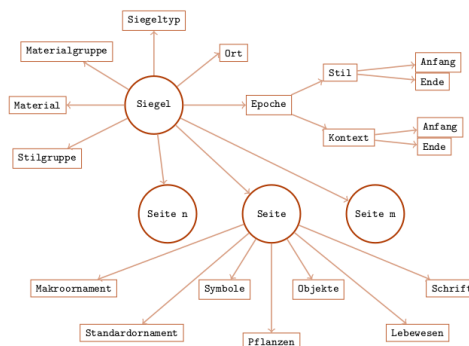 Siegeltyp
Materialgruppe
Ort
Anfang
Stil
Ende
Material
Siegel
Epoche
Anfang
Kontext
Ende
Stilgruppe
Seite n
Seite
Seite m
Makroornament
Symbole
Objekte
Schrift
Standardornament
Pflanzen
Lebewesen